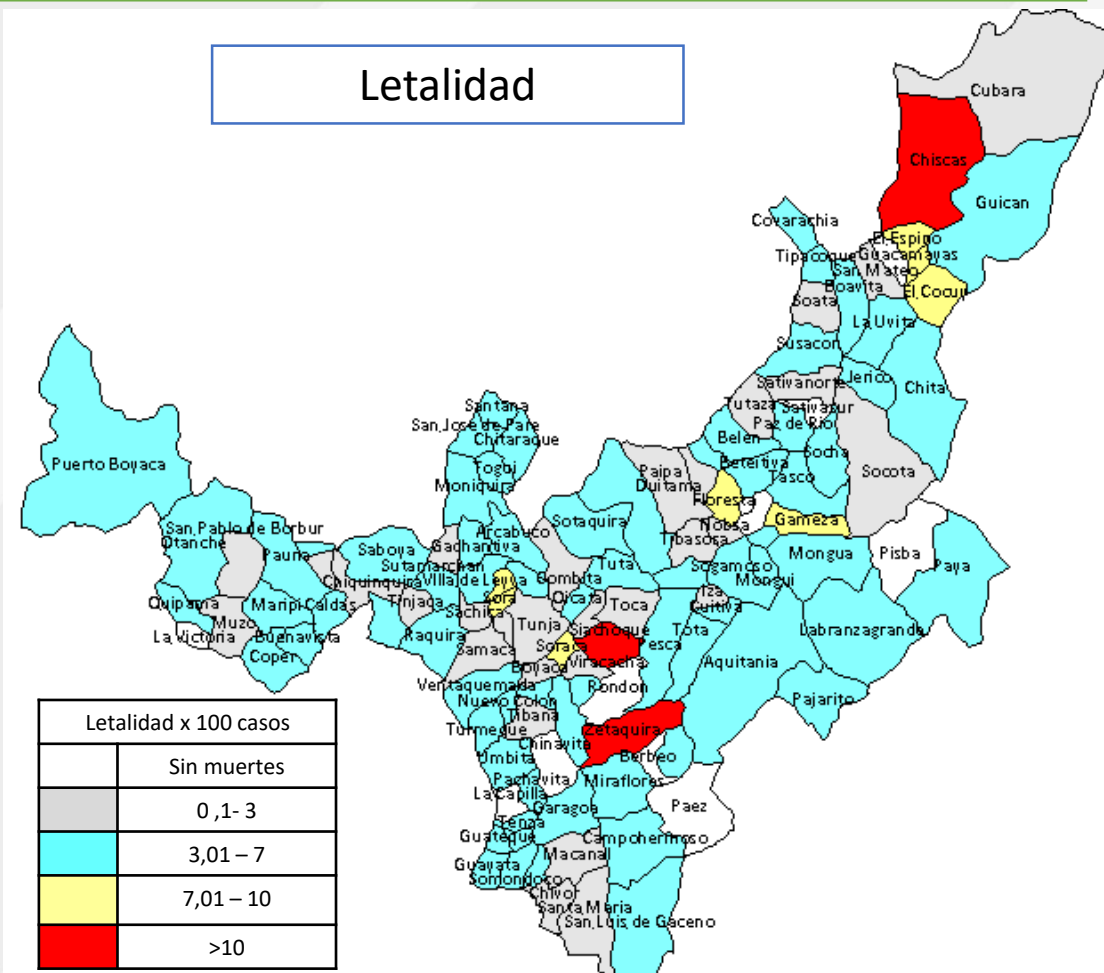 Letalidad
Cubara
Chiscas
Guican
Covarachia
El Espino
Tipacoque
Guacamayas
San Mateo
Boavita
El Cocuy
Soata
La Uvita
Susacon
Sativanorte
Jerico
Chita
Tutaza
Sativasur
Paz de Rio
Santana
San Jose de Pare
Chitaraque
Belen
Socha
Puerto Boyaca
Togui
Beteitiva
Socota
Moniquira
Paipa
Tasco
Duitama
Floresta
San Pablo de Borbur
Arcabuco
Sotaquira
Nobsa
Gameza
Otanche
Gachantiva
Tibasosa
Pauna
Saboya
Mongua
Pisba
Sutamarchan
Tuta
Sogamoso
Paya
Chiquinquira
Villa de Leyva
Combita
Mongui
Quipama
Maripi
Caldas
Tinjaca
Sora
Oicata
Toca
Iza
Cuitiva
Muzo
Sachica
La Victoria
Buenavista
Raquira
Tunja
Siachoque
Tota
Labranzagrande
Coper
Samaca
Soraca
Pesca
Boyaca
Viracacha
Aquitania
Ventaquemada
Rondon
Nuevo Colon
Pajarito
Tibana
Turmeque
Zetaquira
Chinavita
Umbita
Berbeo
Pachavita
Miraflores
La Capilla
Garagoa
Paez
Tenza
Guateque
Campohermoso
Macanal
Guayata
Somondoco
Chivor
Santa Maria
San Luis de Gaceno
Letalidad x 100 casos
Sin muertes
0 ,1- 3
3,01 – 7
7,01 – 10
>10